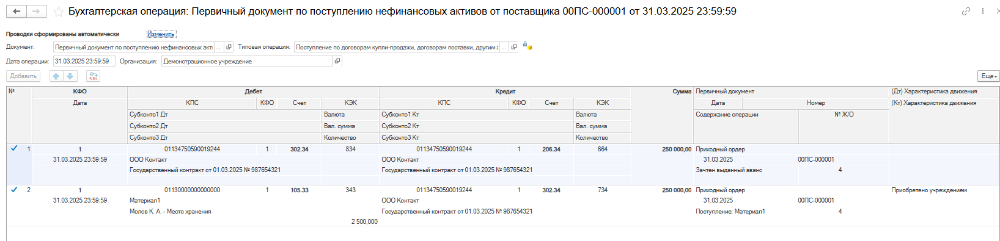 Бухгалтерская операция: Первичный документ по поступлению нефинансовых активов от поставщика 00ПС-000001 от 31.03.2025 23:59:59
Проводки сформированы автоматически Изменить
Документ: Первичный документ по поступлению нефинансовых акт ... Типовая операция: Поступление по договорам купли-продажи, договорам поставки, другим а ...
Дата операции: 31.03.2025 23:59:59 Организация: Демонстрационное учреждение
Добавить Дт Кт Еще
№ КФО Дебет Кредит Сумма Первичный документ (Дт) Характеристика движения
Дата КПС КФО Счет КЭК КПС КФО Счет КЭК Дата Номер (Кт) Характеристика движения
Субконто1 Дт Валюта Субконто1 Кт Валюта Содержание операции № Ж/О
Субконто2 Дт Вал. сумма Субконто2 Кт Вал. сумма
Субконто3 Дт Количество Субконто3 Кт Количество
1 1 01134750590019244 1 302.34 834 01134750590019244 1 206.34 664 250 000,00 Приходный ордер
31.03.2025 23:59:59 ООО Контакт ООО Контакт 31.03.2025 00ПС-000001
Государственный контракт от 01.03.2025 № 987654321 Государственный контракт от 01.03.2025 № 987654321 Зачтен выданный аванс 4
2 1 01130000000000000 1 105.33 343 01134750590019244 1 302.34 734 250 000,00 Приходный ордер Приобретено учреждением
31.03.2025 23:59:59 Материал1 ООО Контакт 31.03.2025 00ПС-000001
Молов К. А. - Место хранения Государственный контракт от 01.03.2025 № 987654321 Поступление: Материал1 4
2 500,000